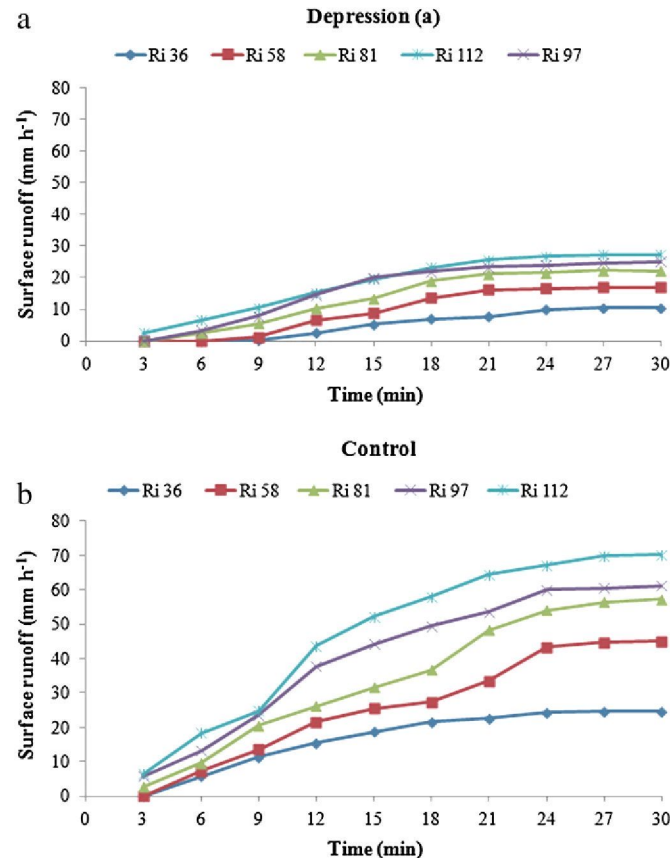 a
Depression (a)
Ri 36 Ri 58 Ri 81 Ri 112 Ri 97
80
70
60
50
40
30
20
10
0
Surface runoff (mm h⁻¹)
0 3 6 9 12 15 18 21 24 27 30
Time (min)
Control
b
Ri 36 Ri 58 Ri 81 Ri 97 Ri 112
80
70
60
50
40
30
20
10
0
Surface runoff (mm h⁻¹)
0 3 6 9 12 15 18 21 24 27 30
Time (min)